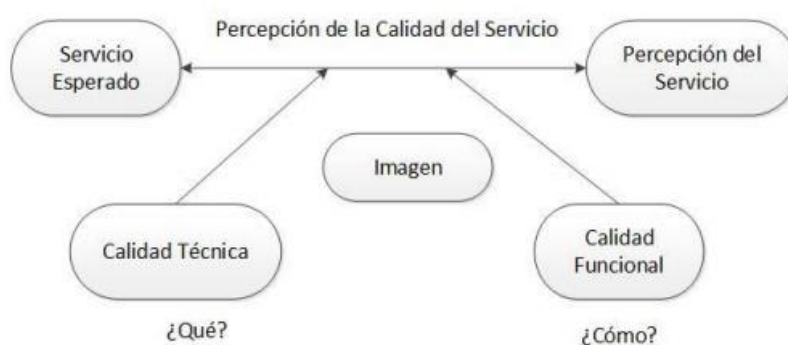 Percepción de la Calidad del Servicio
Servicio
Esperado
Percepción del
Servicio
Imagen
Calidad Técnica
Calidad
Funcional
¿Qué?
¿Cómo?